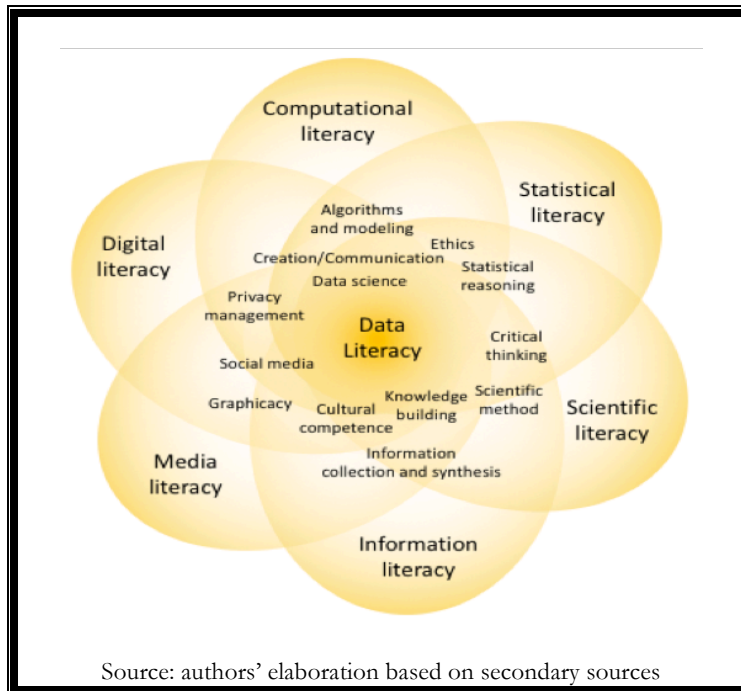 Computational
literacy
Statistical
literacy
Digital
literacy
Algorithms
and modeling
Ethics
Creation/Communication
Statistical
reasoning
Data science
Privacy
management
Data
Literacy
Critical
thinking
Social media
Graphicacy
Cultural
competence
Knowledge
building
Scientific
method
Scientific
literacy
Information
collection and synthesis
Media
literacy
Information
literacy
Source: authors’ elaboration based on secondary sources